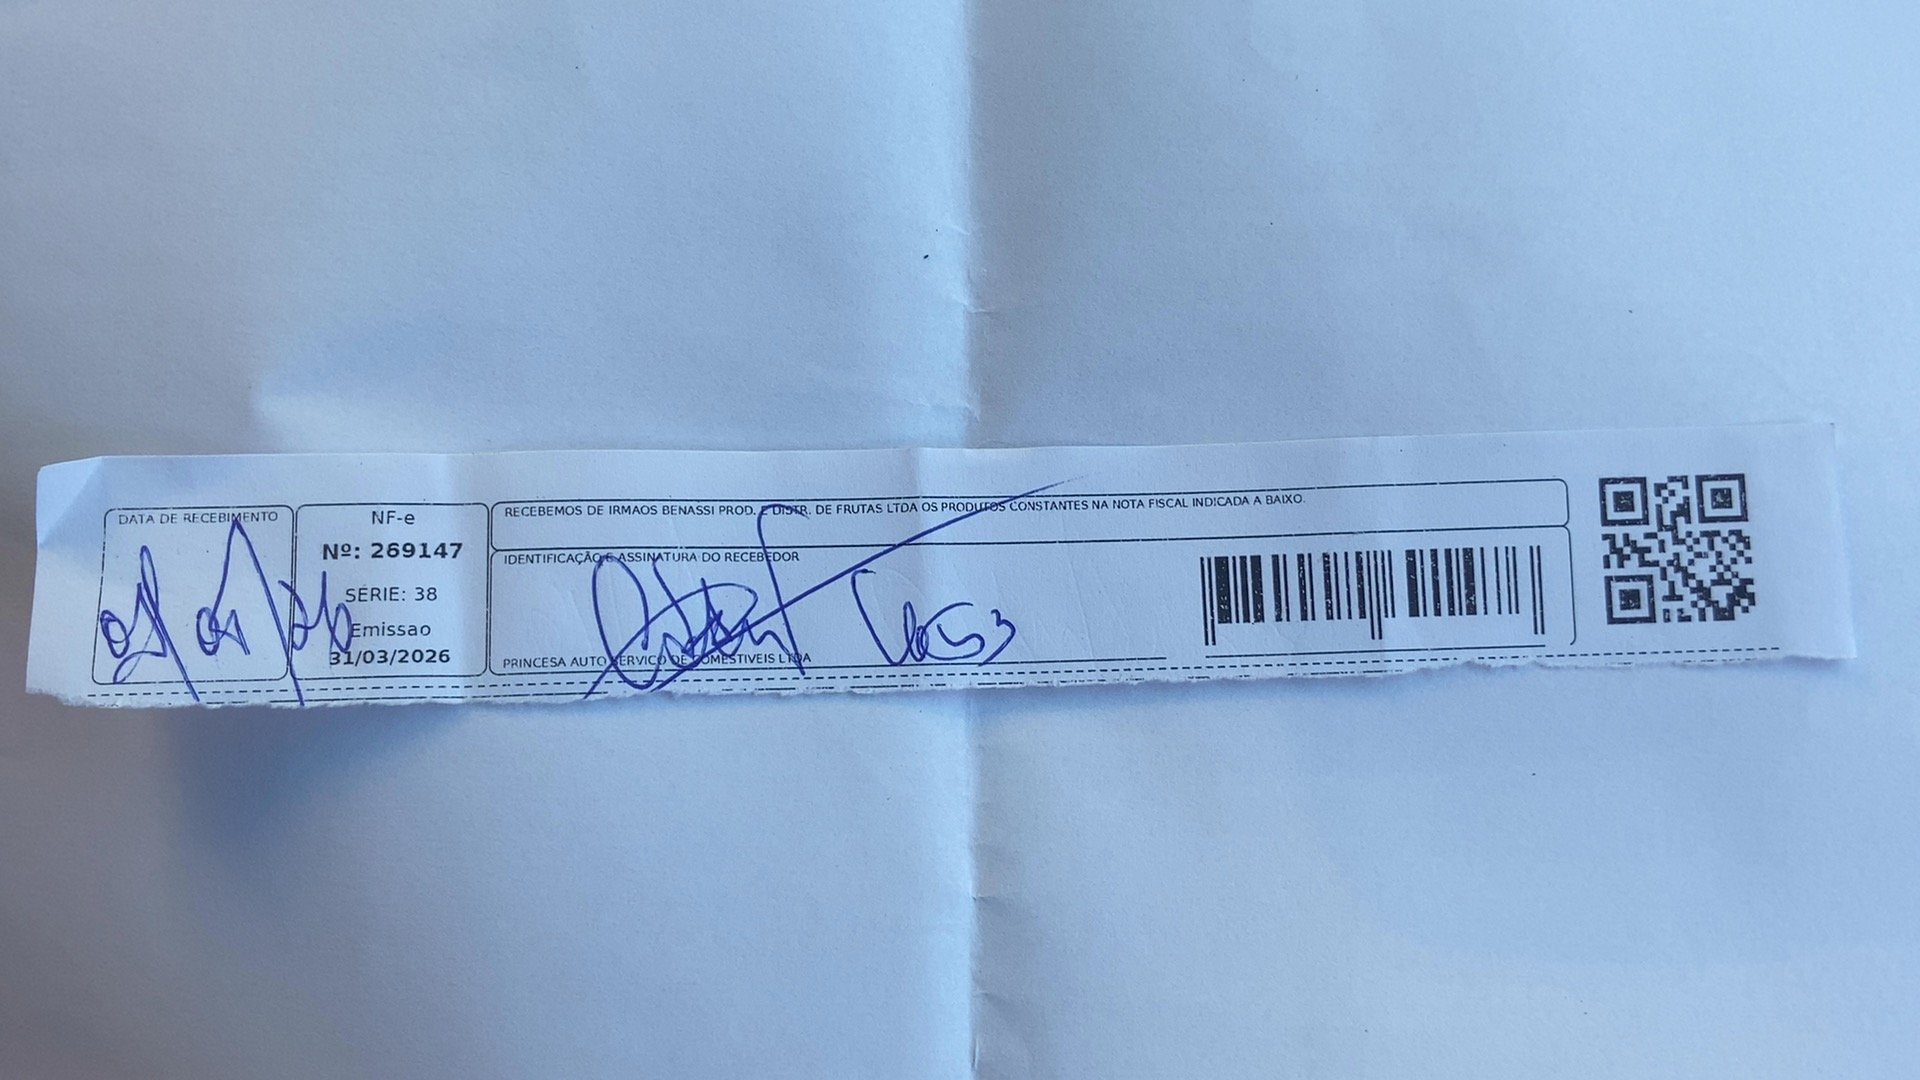 DATA DE RECEBIMENTO
NF-e
Nº: 269147
SÉRIE: 38
Emissao
31/03/2026
RECEBEMOS DE IRMAOS BENASSI PROD. E DISTR. DE FRUTAS LTDA OS PRODUTOS CONSTANTES NA NOTA FISCAL INDICADA A BAIXO.
IDENTIFICAÇÃO E ASSINATURA DO RECEBEDOR
PRINCESA AUTO SERVICO DE COMESTIVEIS LTDA